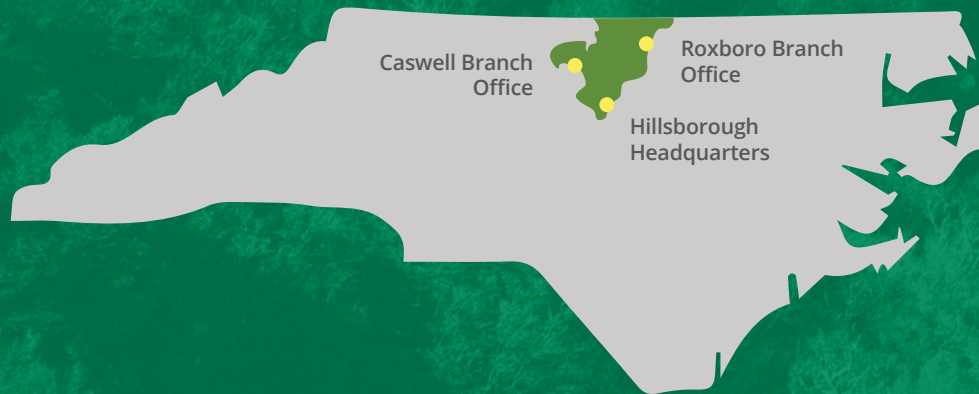 Caswell Branch
Office
Roxboro Branch
Office
Hillsborough
Headquarters